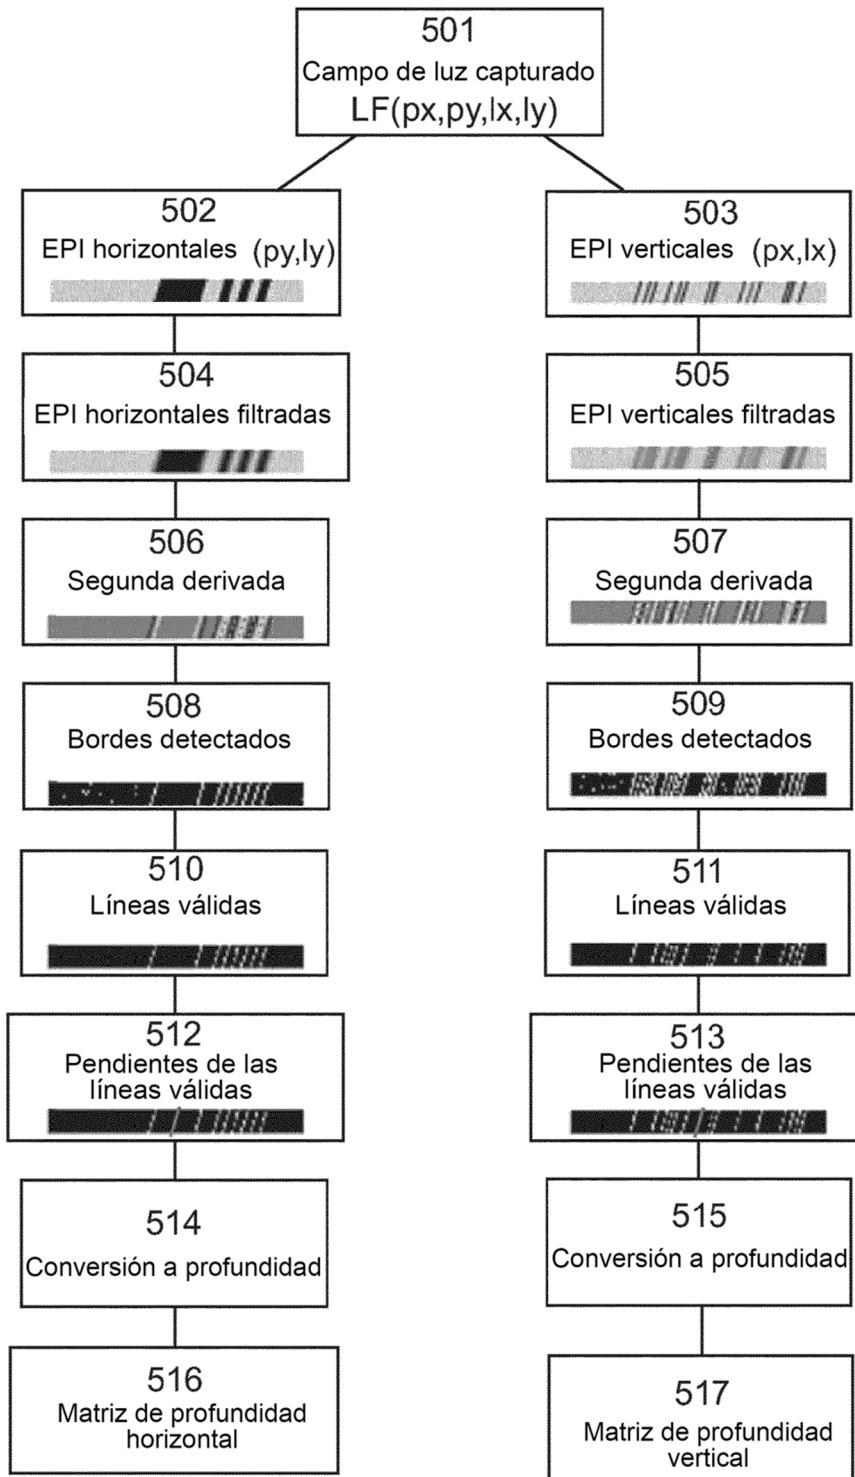 501
Campo de luz capturado
LF(px,py,lx,ly)
502
EPI horizontales (py,ly)
503
EPI verticales (px,lx)
504
EPI horizontales filtradas
505
EPI verticales filtradas
506
Segunda derivada
507
Segunda derivada
508
Bordes detectados
509
Bordes detectados
510
Líneas válidas
511
Líneas válidas
512
Pendientes de las
líneas válidas
513
Pendientes de las
líneas válidas
514
Conversión a profundidad
515
Conversión a profundidad
516
Matriz de profundidad
horizontal
517
Matriz de profundidad
vertical